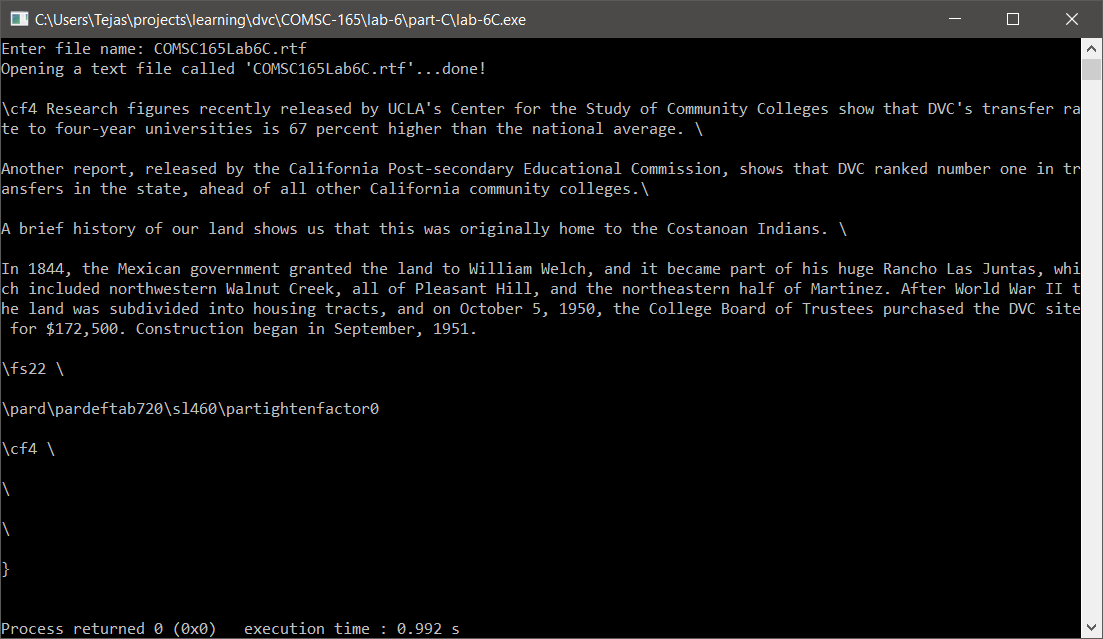 C:\Users\Tejas\projects\learning\dvc\COMSC-165\lab-6\part-C\lab-6C.exe
Enter file name: COMSC165Lab6C.rtf
Opening a text file called 'COMSC165Lab6C.rtf'...done!
\cf4 Research figures recently released by UCLA's Center for the Study of Community Colleges show that DVC's transfer ra
te to four-year universities is 67 percent higher than the national average. \
Another report, released by the California Post-secondary Educational Commission, shows that DVC ranked number one in tr
ansfers in the state, ahead of all other California community colleges.\
A brief history of our land shows us that this was originally home to the Costanoan Indians. \
In 1844, the Mexican government granted the land to William Welch, and it became part of his huge Rancho Las Juntas, whi
ch included northwestern Walnut Creek, all of Pleasant Hill, and the northeastern half of Martinez. After World War II t
he land was subdivided into housing tracts, and on October 5, 1950, the College Board of Trustees purchased the DVC site
 for $172,500. Construction began in September, 1951.
\fs22 \
\pard\pardeftab720\sl460\partightenfactor0
\cf4 \
\
\
}
Process returned 0 (0x0)   execution time : 0.992 s